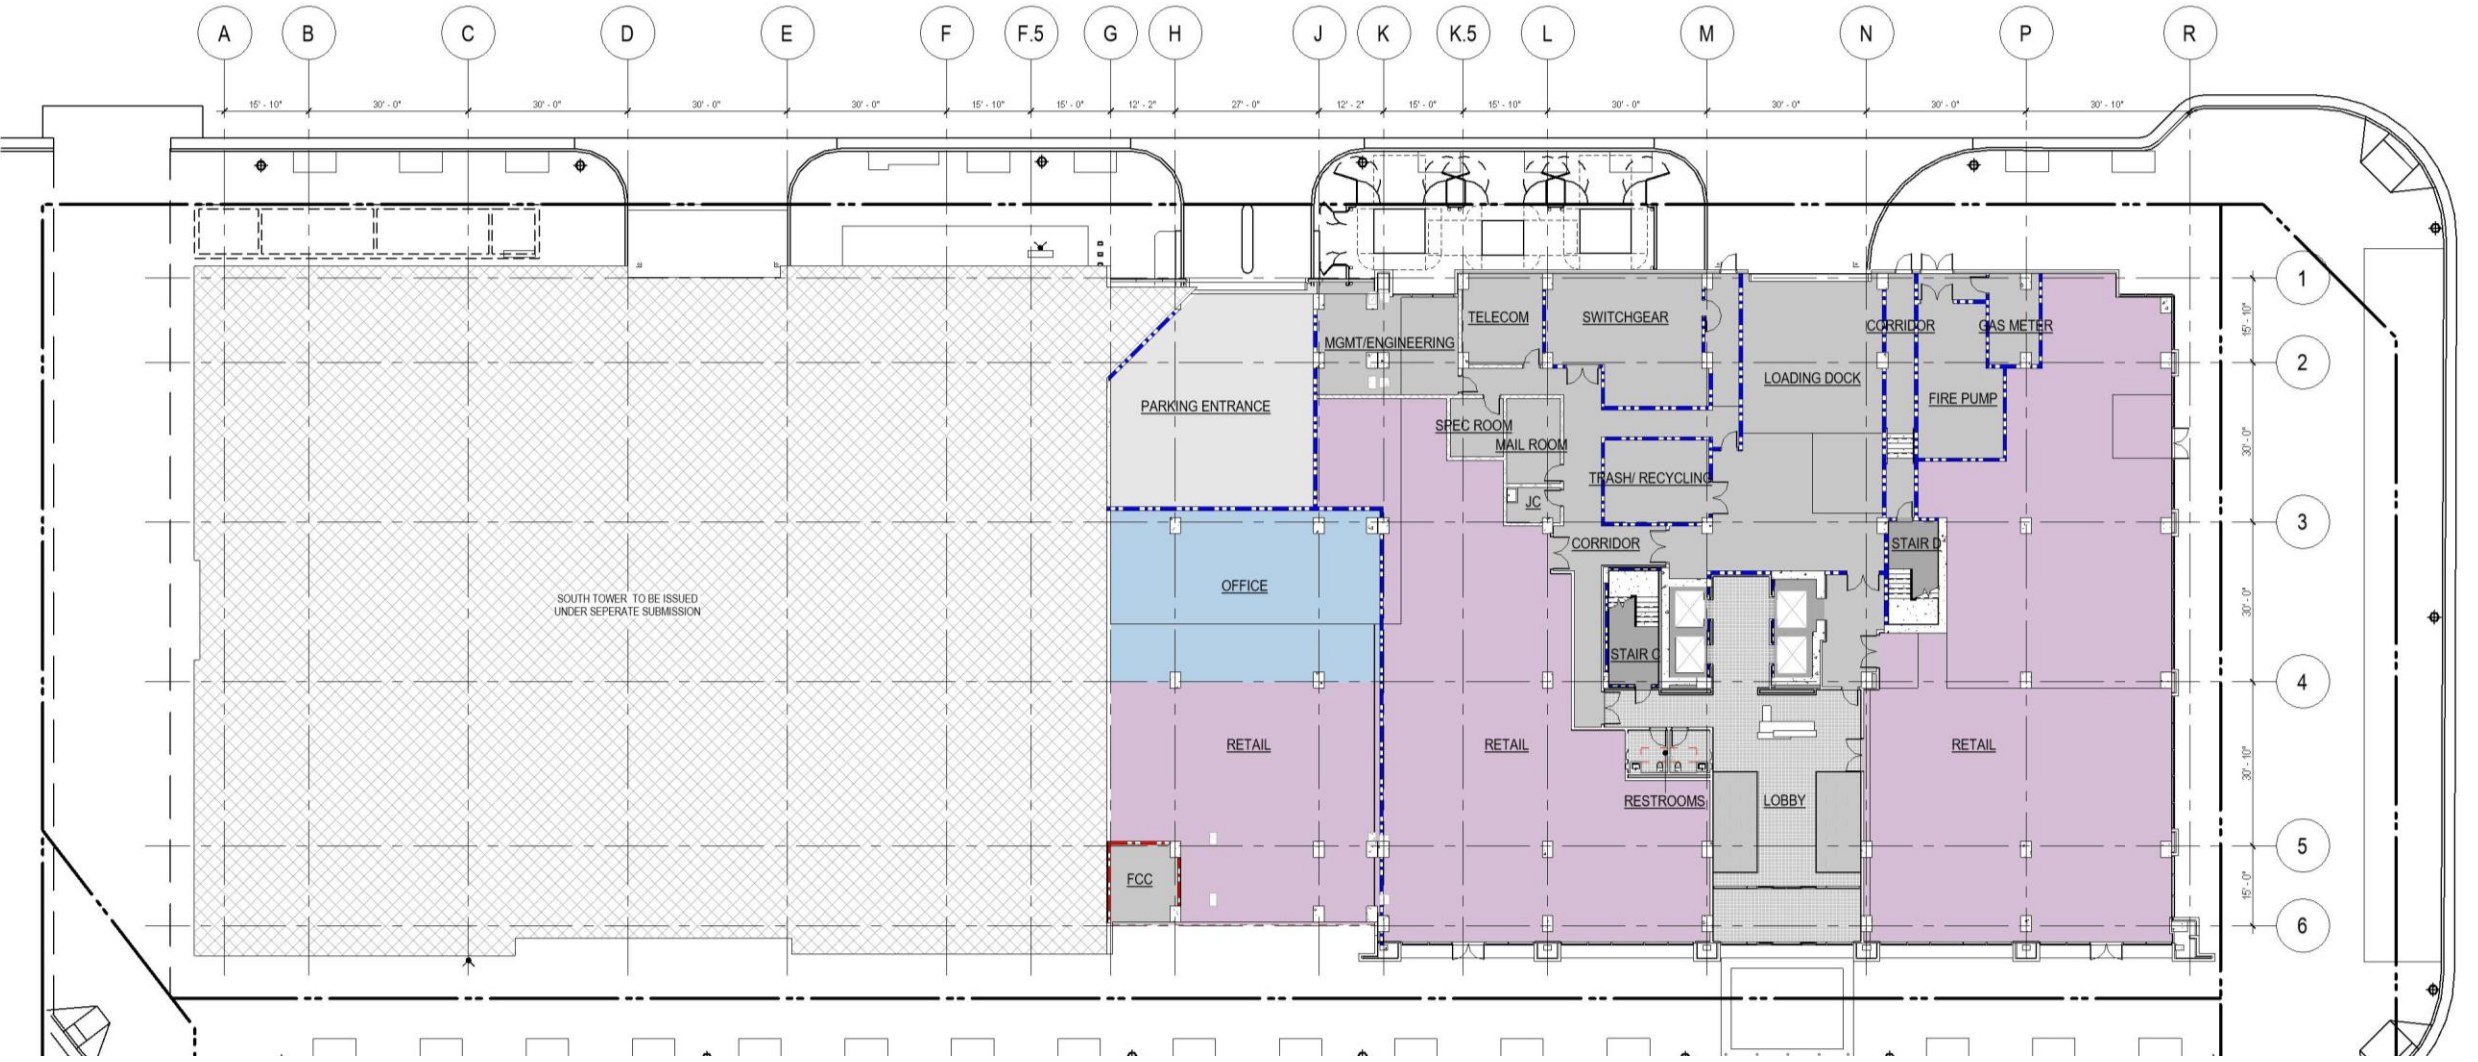 A B C D E F F.5 G H J K K.5 L M N P R
15' - 10" 30' - 0" 30' - 0" 30' - 0" 30' - 0" 15' - 10" 15' - 0" 12' - 2" 27' - 0" 12' - 2" 15' - 0" 15' - 10" 30' - 0" 30' - 0" 30' - 0" 30' - 10"
1
15' - 10"
2
30' - 0"
3
30' - 0"
4
30' - 10"
5
15' - 0"
6
TELECOM
SWITCHGEAR
CORRIDOR
GAS METER
MGMT/ENGINEERING
LOADING DOCK
FIRE PUMP
PARKING ENTRANCE
SPEC ROOM
MAIL ROOM
TRASH/ RECYCLING
JC
CORRIDOR
STAIR D
OFFICE
SOUTH TOWER TO BE ISSUED
UNDER SEPERATE SUBMISSION
STAIR C
RETAIL
RETAIL
RETAIL
RESTROOMS
LOBBY
FCC